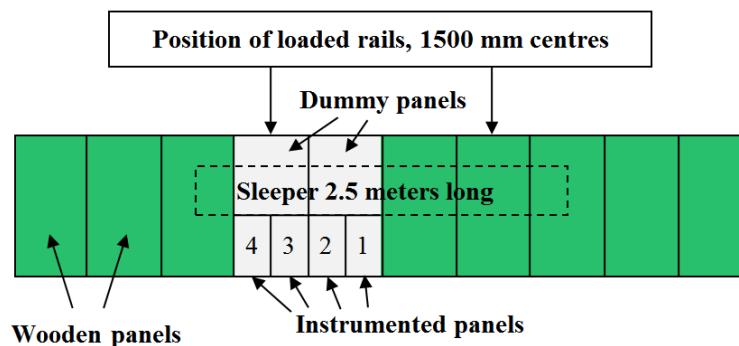 Position of loaded rails, 1500 mm centres
Dummy panels
Sleeper 2.5 meters long
4 3 2 1
Wooden panels
Instrumented panels